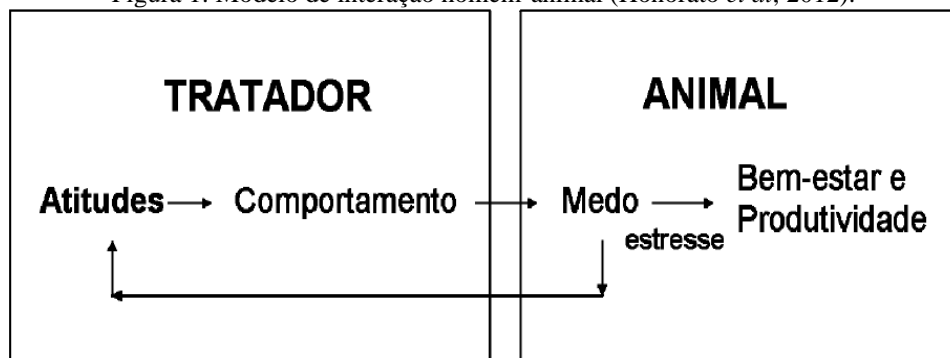 Figura 1. Modelo de interação homem-animal (Honorato et al, 2012).
TRATADOR
ANIMAL
Atitudes
Comportamento
Medo
estresse
Bem-estar e
Produtividade